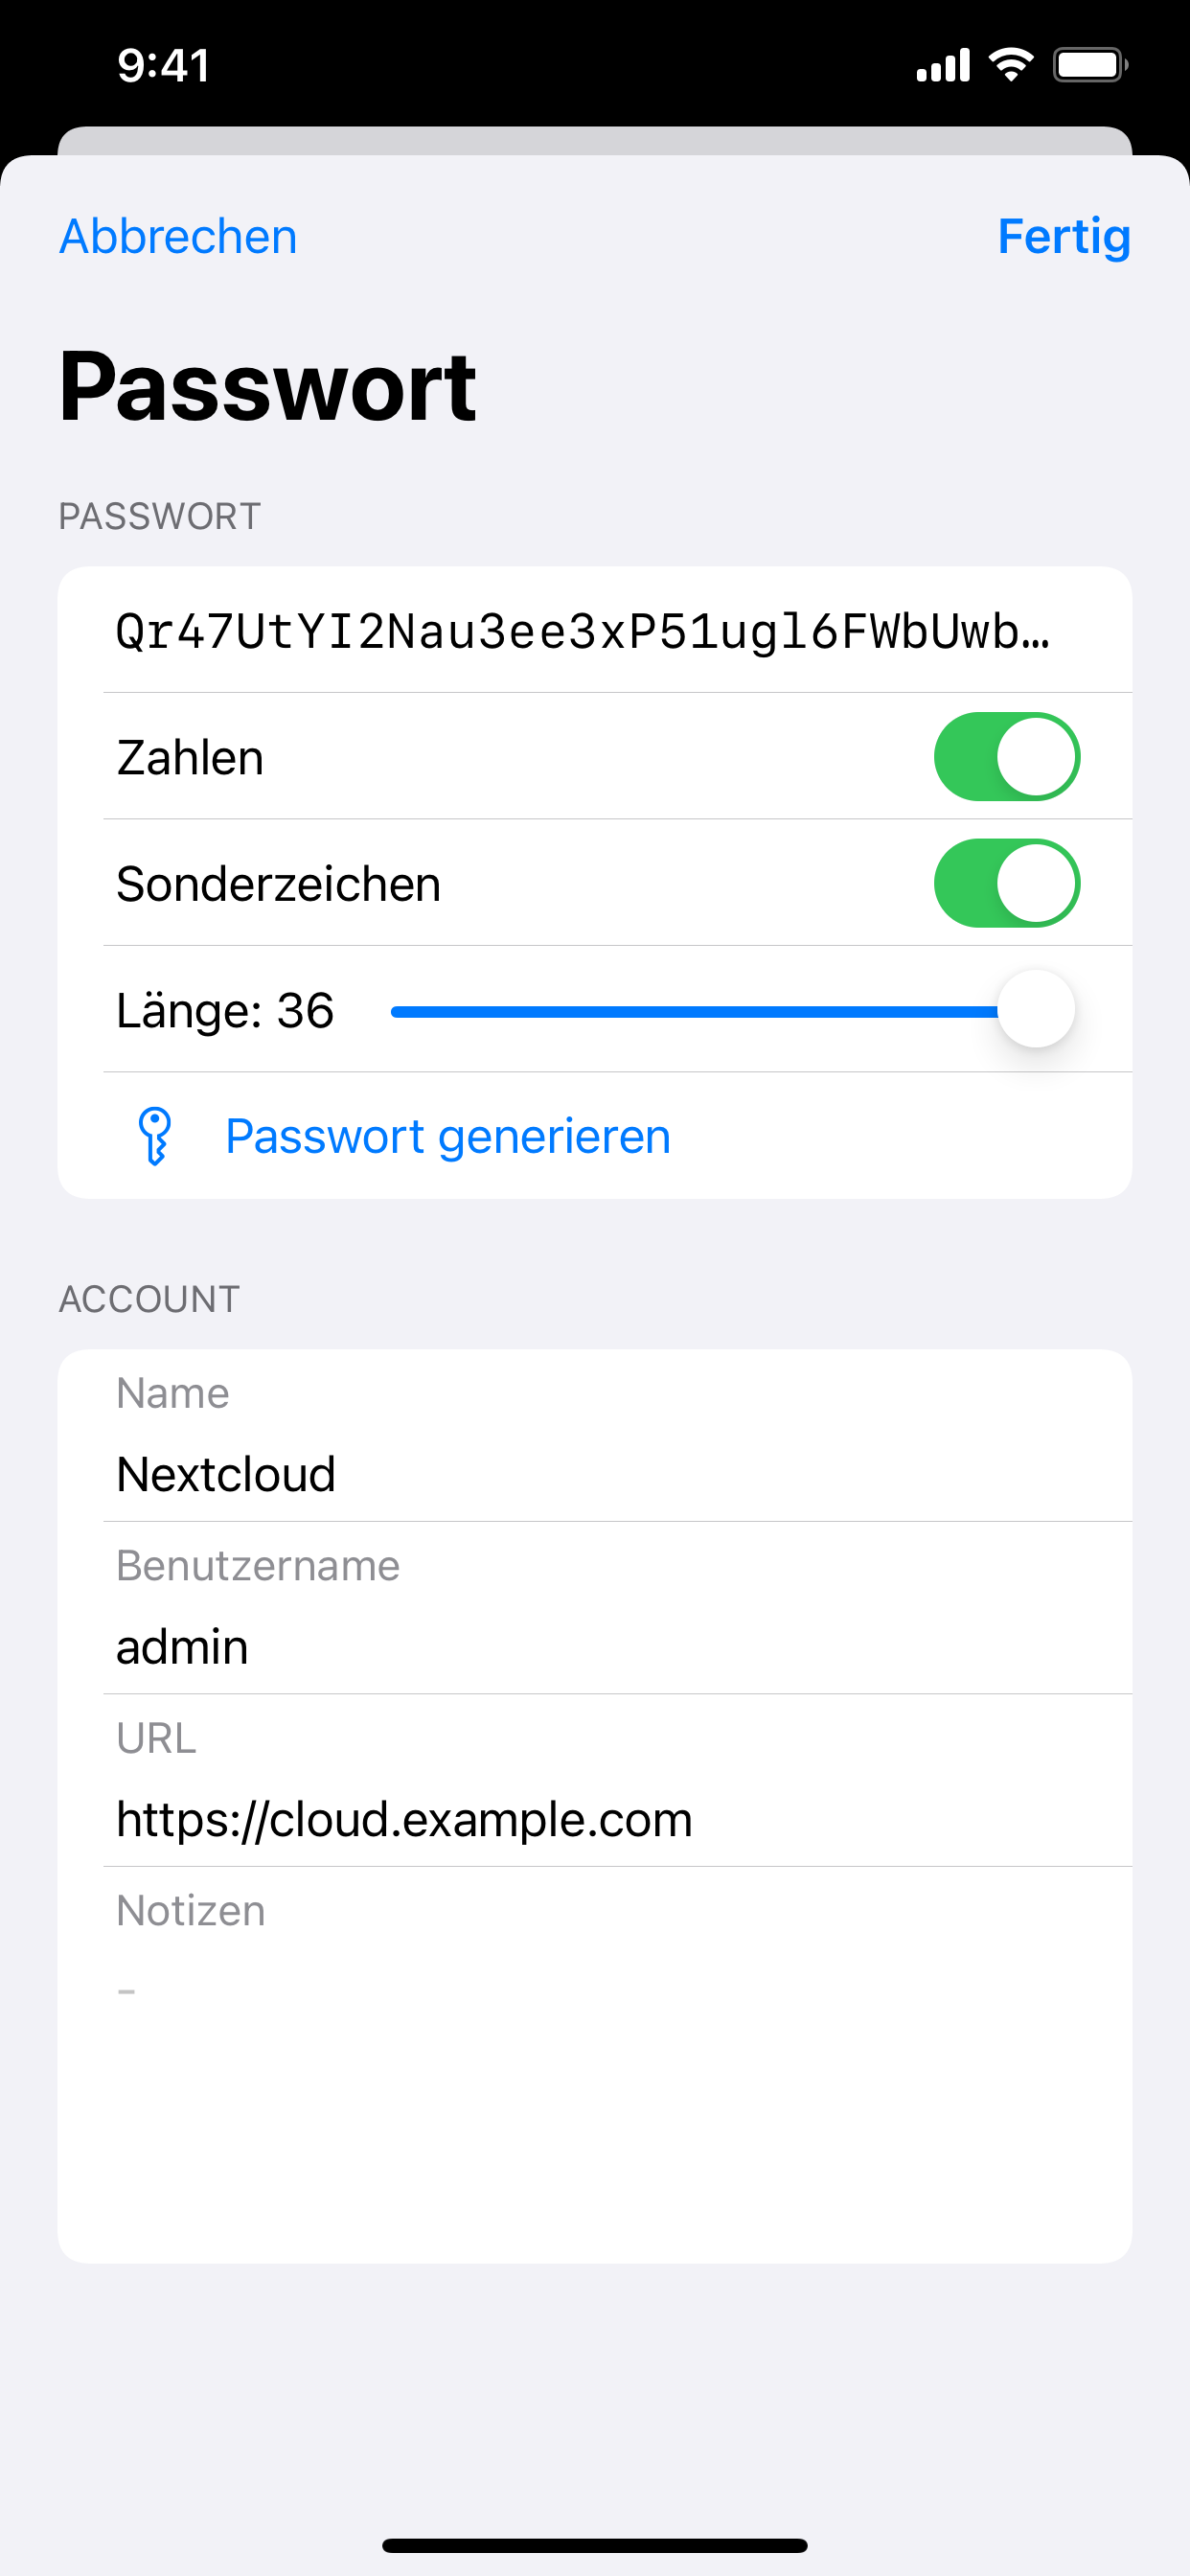 9:41
Abbrechen
Fertig
Passwort
PASSWORT
Qr47UtYI2Nau3ee3xP51ugl6FWbUwb…
Zahlen
Sonderzeichen
Länge: 36
Passwort generieren
ACCOUNT
Name
Nextcloud
Benutzername
admin
URL
https://cloud.example.com
Notizen
-